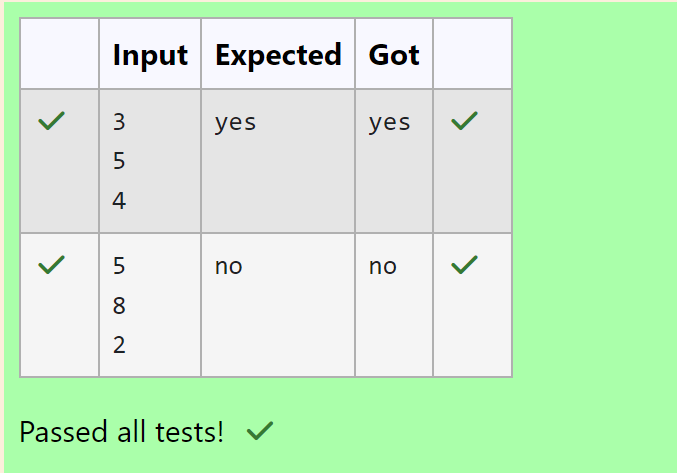 Input Expected Got
3 yes yes
5
4
5 no no
8
2
Passed all tests!